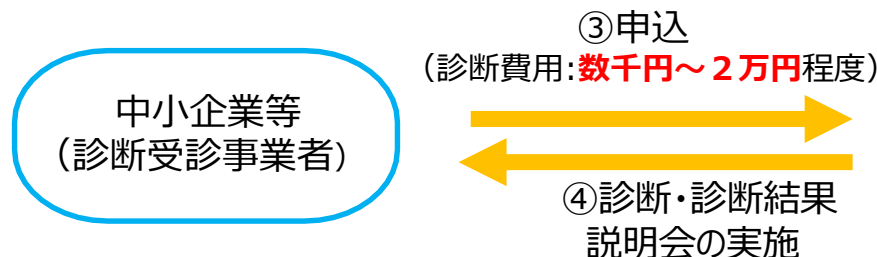 ③申込
（診断費用:数千円～２万円程度）
中小企業等
（診断受診事業者）
④診断・診断結果
説明会の実施